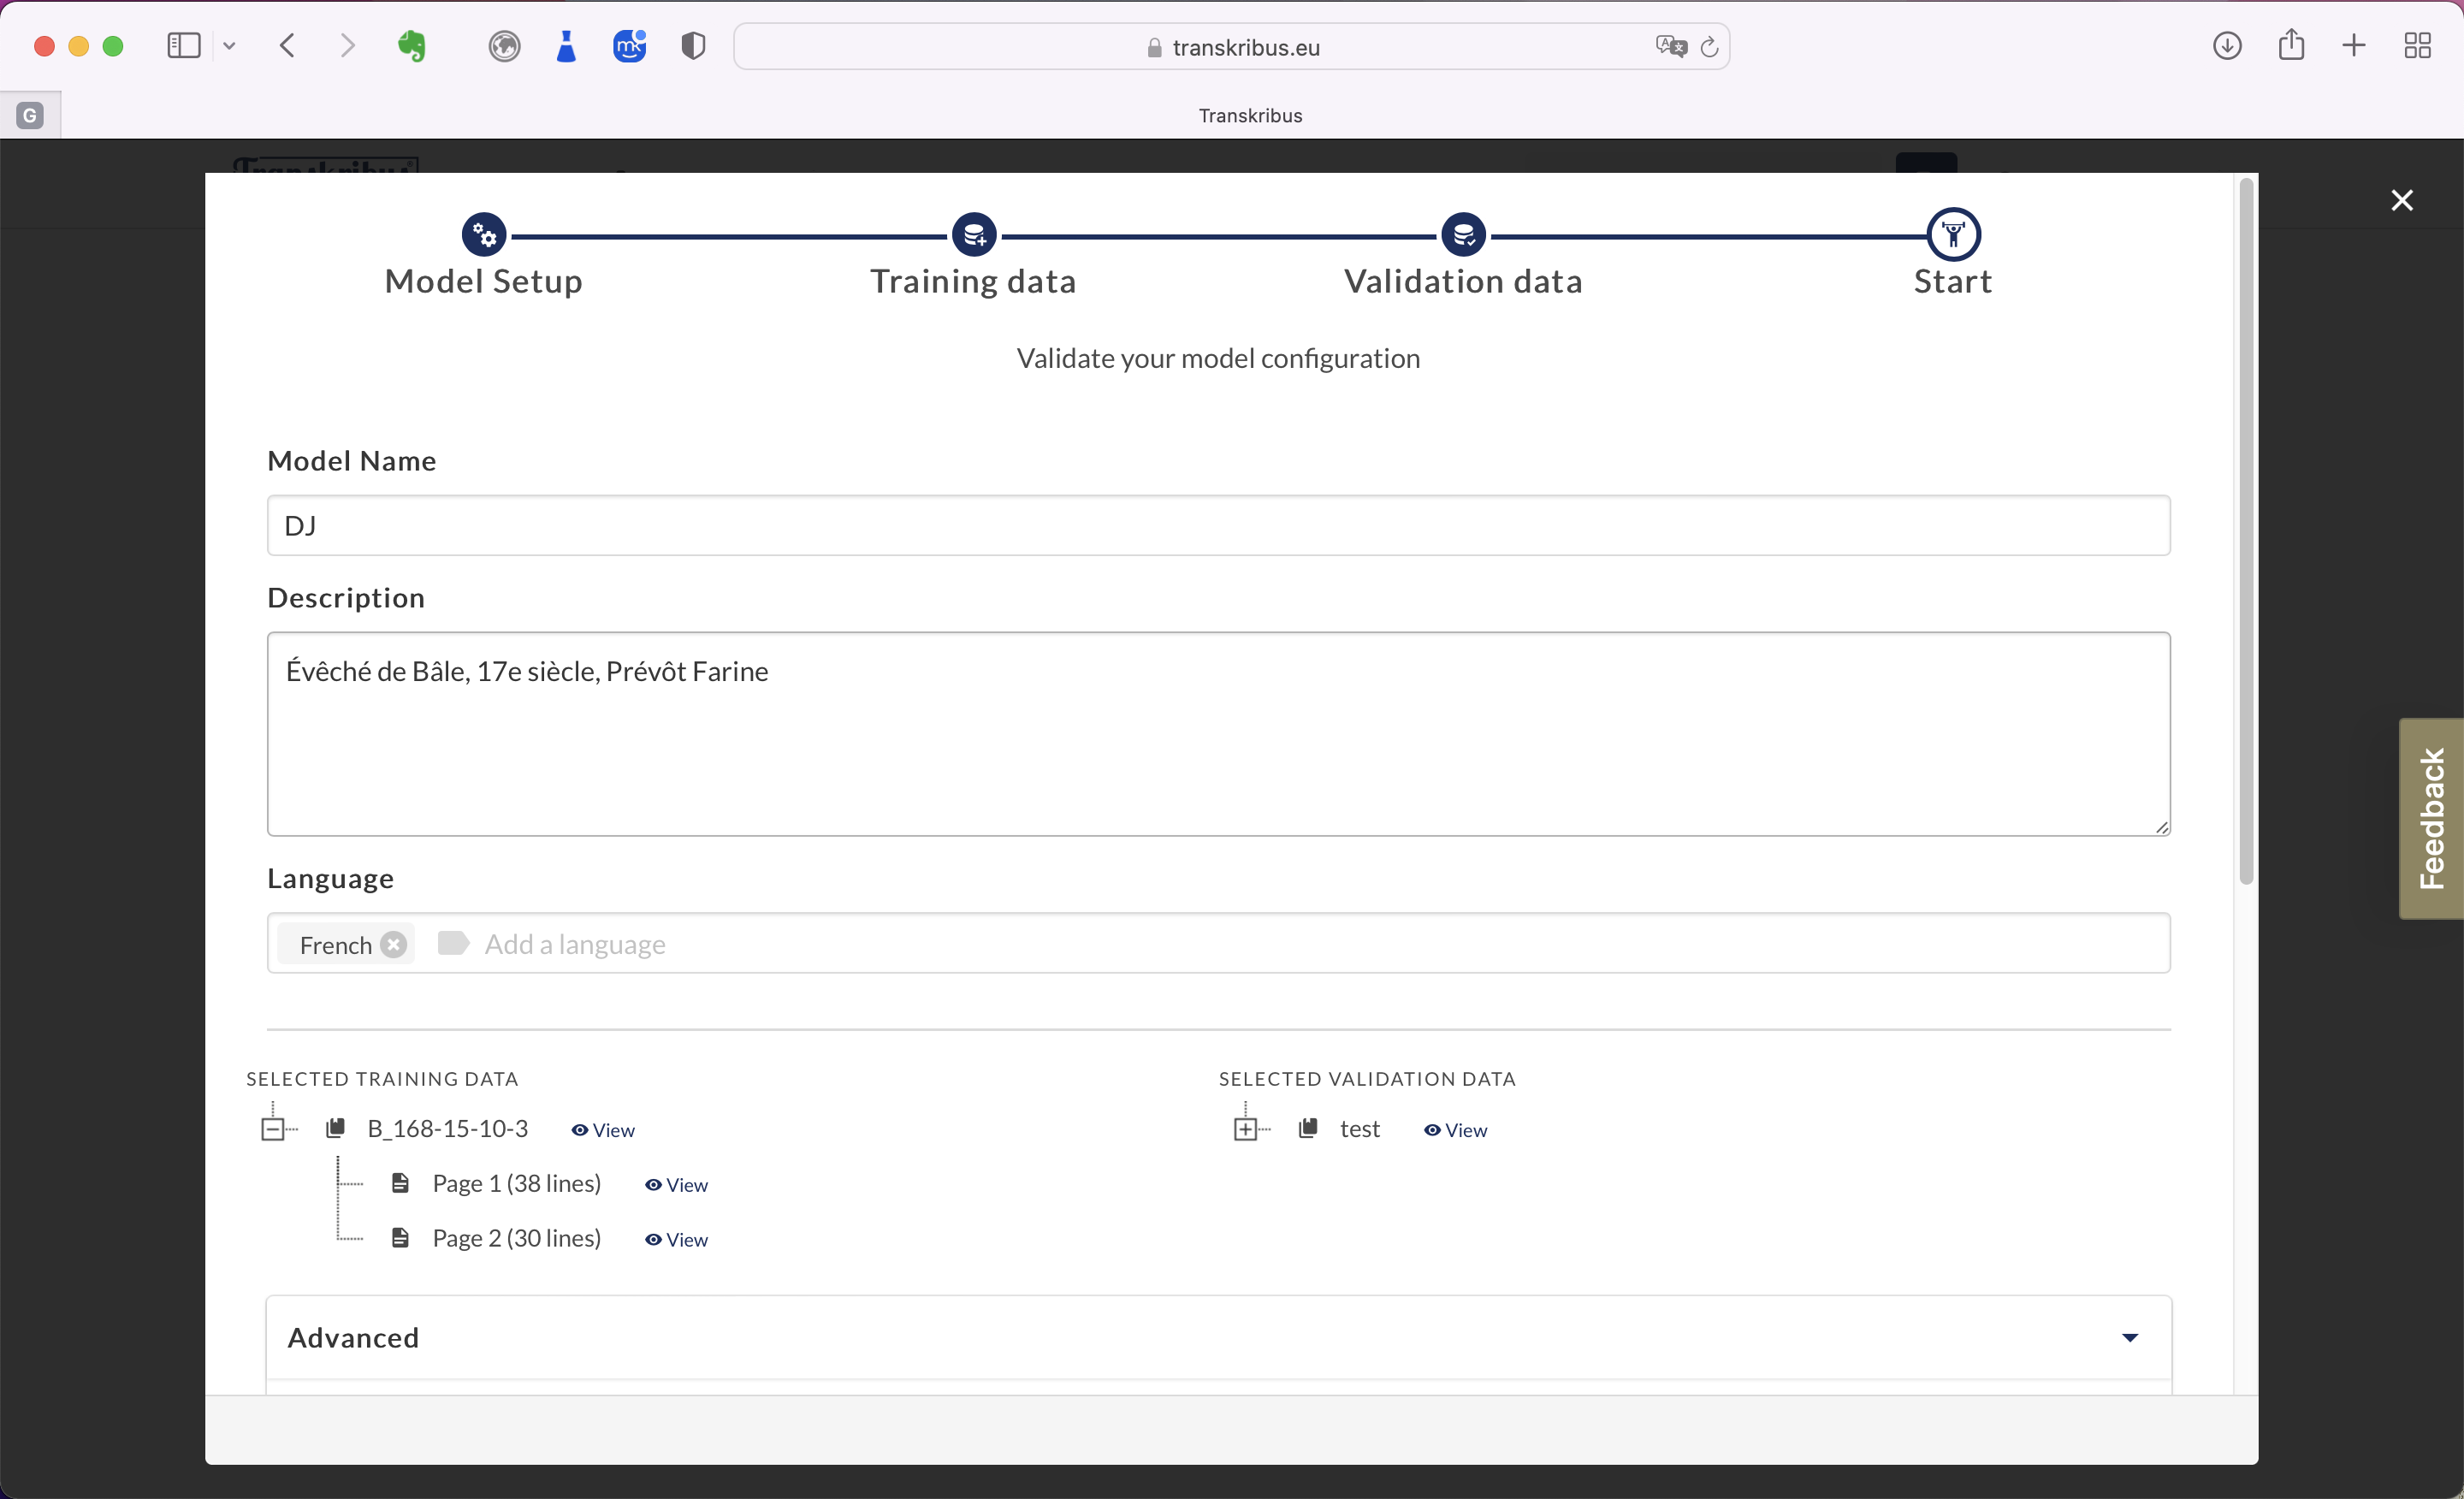 transkribus.eu
G
Transkribus
Transkribus
Model Setup
Training data
Validation data
Start
Validate your model configuration
Model Name
DJ
Description
Évêché de Bâle, 17e siècle, Prévôt Farine
Language
French Add a language
SELECTED TRAINING DATA
B_168-15-10-3 View
Page 1 (38 lines) View
Page 2 (30 lines) View
SELECTED VALIDATION DATA
test View
Advanced
Feedback